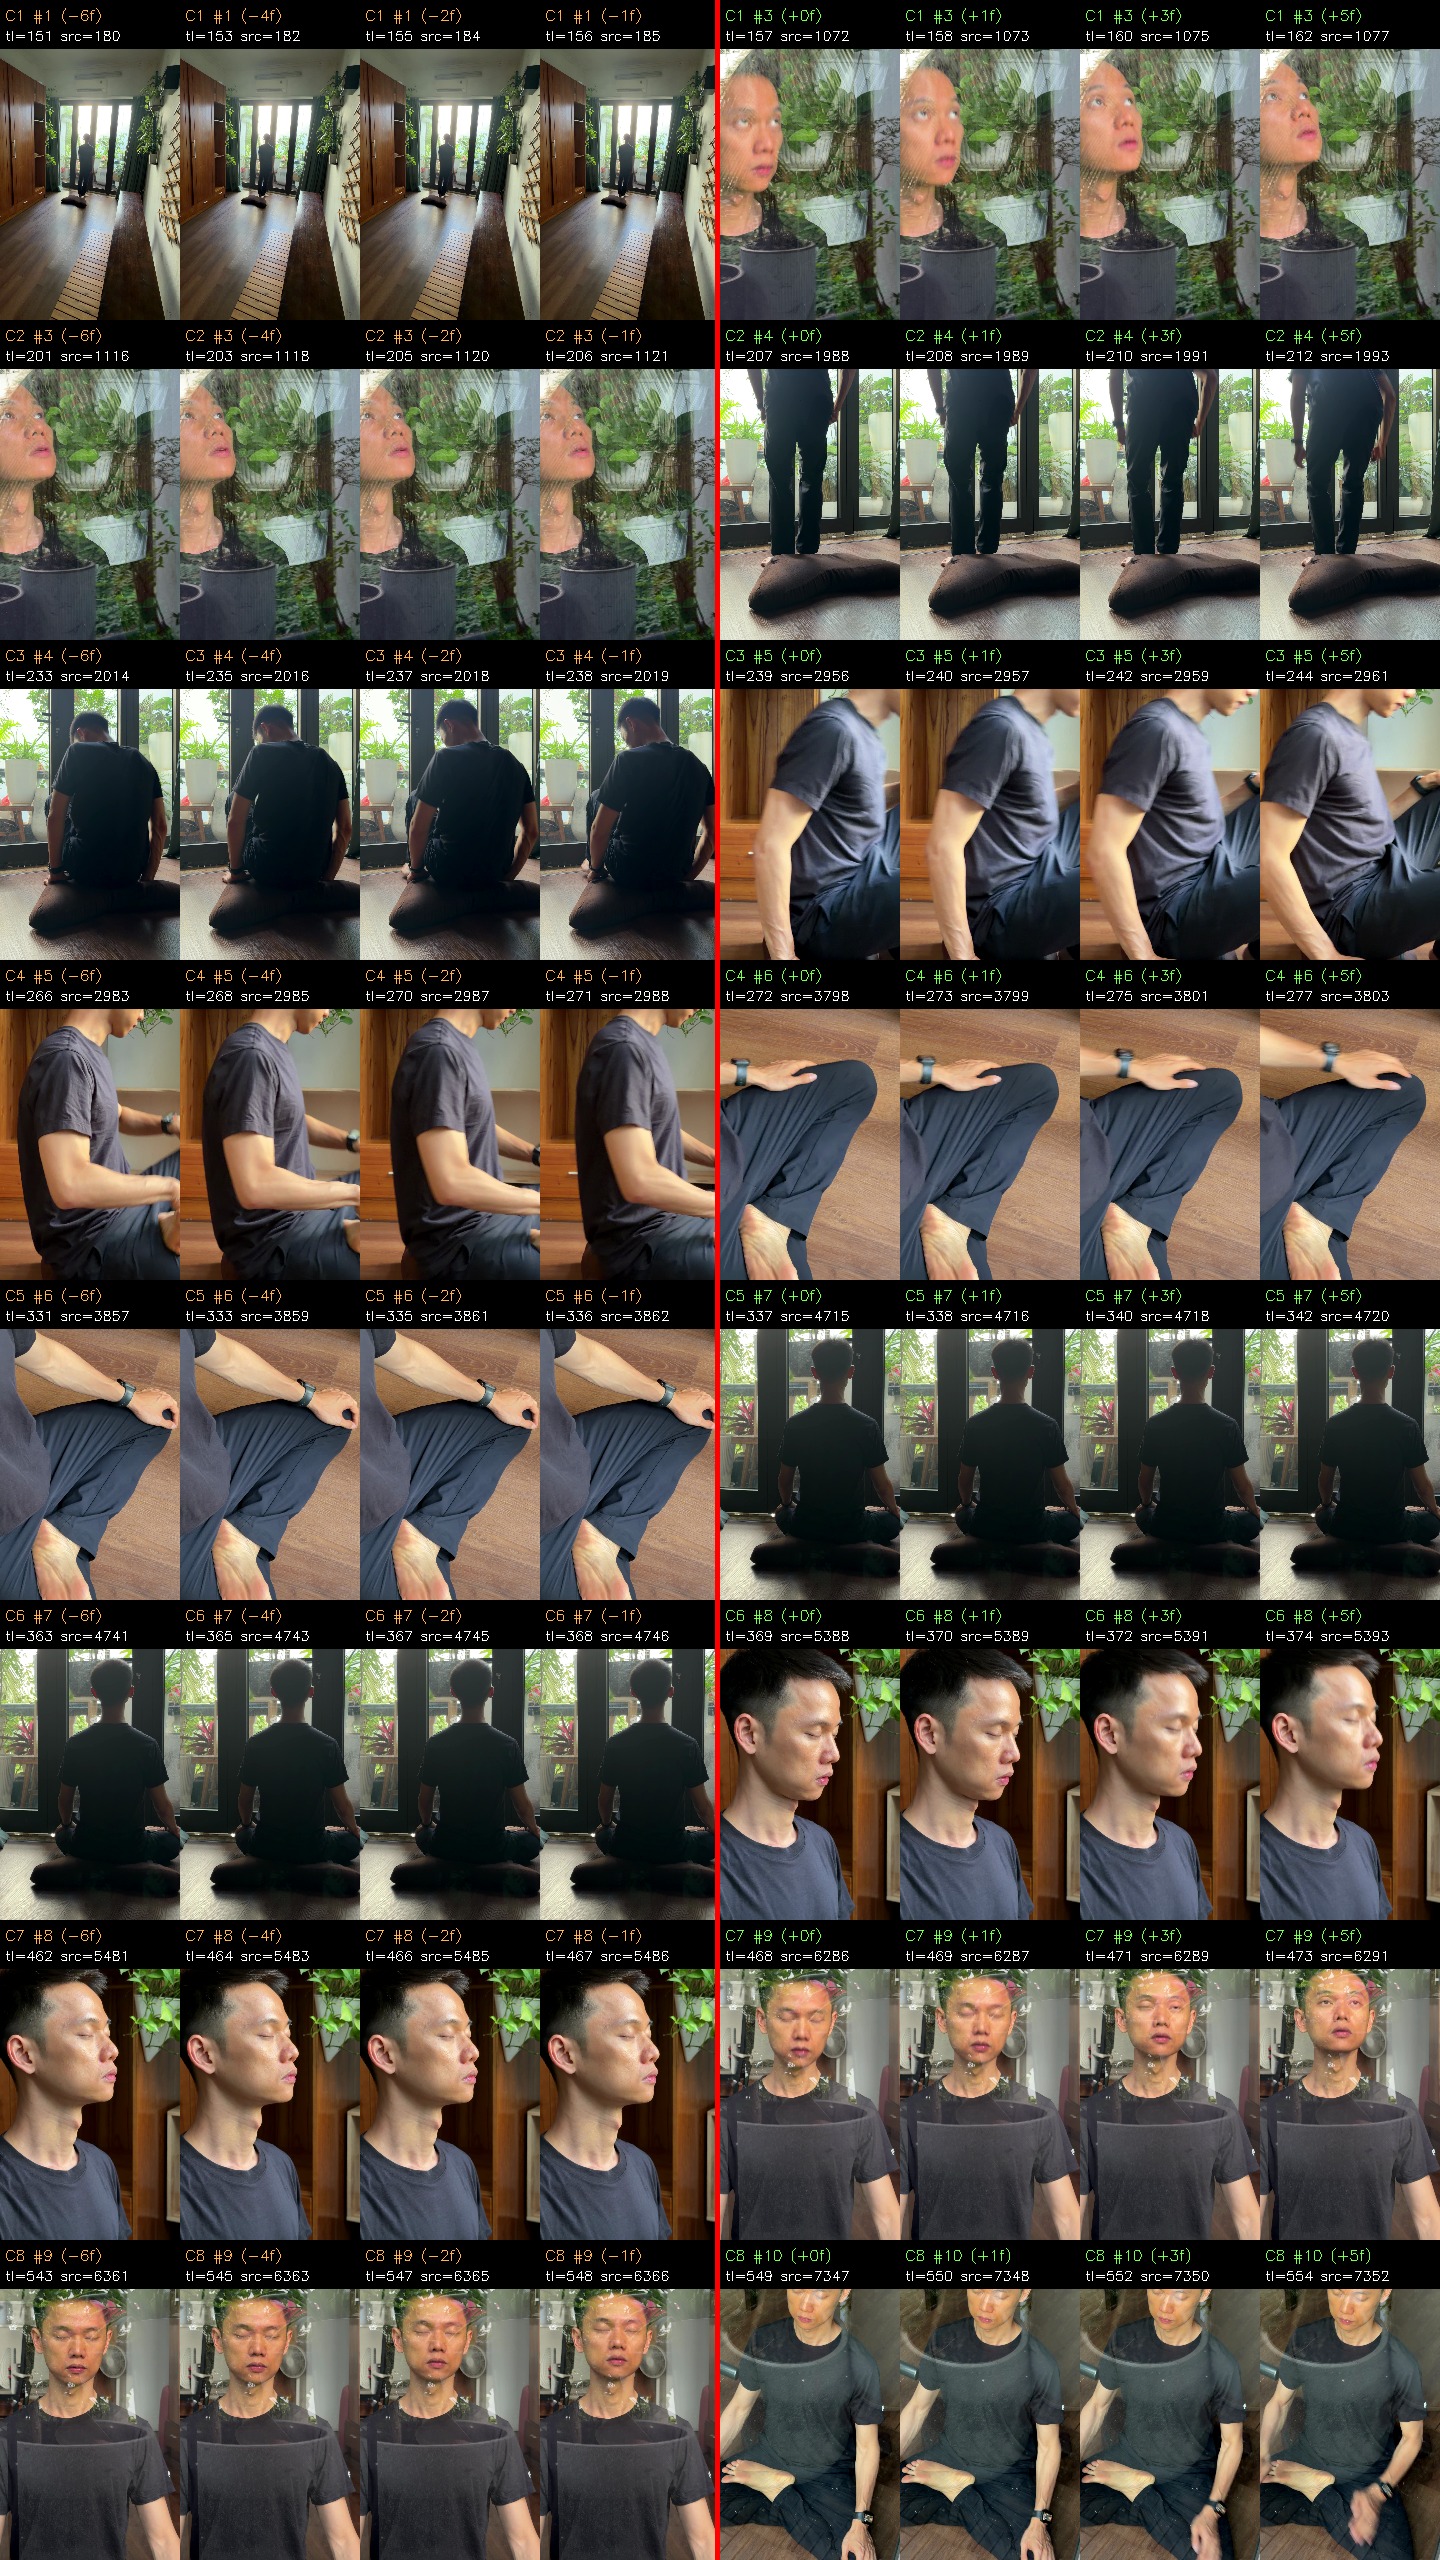 C1 #1 (−6f) C1 #1 (−4f) C1 #1 (−2f) C1 #1 (−1f) C1 #3 (+0f) C1 #3 (+1f) C1 #3 (+3f) C1 #3 (+5f)
tl=151 src=180 tl=153 src=182 tl=155 src=184 tl=156 src=185 tl=157 src=1072 tl=158 src=1073 tl=160 src=1075 tl=162 src=1077
C2 #3 (−6f) C2 #3 (−4f) C2 #3 (−2f) C2 #3 (−1f) C2 #4 (+0f) C2 #4 (+1f) C2 #4 (+3f) C2 #4 (+5f)
tl=201 src=1116 tl=203 src=1118 tl=205 src=1120 tl=206 src=1121 tl=207 src=1988 tl=208 src=1989 tl=210 src=1991 tl=212 src=1993
C3 #4 (−6f) C3 #4 (−4f) C3 #4 (−2f) C3 #4 (−1f) C3 #5 (+0f) C3 #5 (+1f) C3 #5 (+3f) C3 #5 (+5f)
tl=233 src=2014 tl=235 src=2016 tl=237 src=2018 tl=238 src=2019 tl=239 src=2956 tl=240 src=2957 tl=242 src=2959 tl=244 src=2961
C4 #5 (−6f) C4 #5 (−4f) C4 #5 (−2f) C4 #5 (−1f) C4 #6 (+0f) C4 #6 (+1f) C4 #6 (+3f) C4 #6 (+5f)
tl=266 src=2983 tl=268 src=2985 tl=270 src=2987 tl=271 src=2988 tl=272 src=3798 tl=273 src=3799 tl=275 src=3801 tl=277 src=3803
C5 #6 (−6f) C5 #6 (−4f) C5 #6 (−2f) C5 #6 (−1f) C5 #7 (+0f) C5 #7 (+1f) C5 #7 (+3f) C5 #7 (+5f)
tl=331 src=3857 tl=333 src=3859 tl=335 src=3861 tl=336 src=3862 tl=337 src=4715 tl=338 src=4716 tl=340 src=4718 tl=342 src=4720
C6 #7 (−6f) C6 #7 (−4f) C6 #7 (−2f) C6 #7 (−1f) C6 #8 (+0f) C6 #8 (+1f) C6 #8 (+3f) C6 #8 (+5f)
tl=363 src=4741 tl=365 src=4743 tl=367 src=4745 tl=368 src=4746 tl=369 src=5388 tl=370 src=5389 tl=372 src=5391 tl=374 src=5393
C7 #8 (−6f) C7 #8 (−4f) C7 #8 (−2f) C7 #8 (−1f) C7 #9 (+0f) C7 #9 (+1f) C7 #9 (+3f) C7 #9 (+5f)
tl=462 src=5481 tl=464 src=5483 tl=466 src=5485 tl=467 src=5486 tl=468 src=6286 tl=469 src=6287 tl=471 src=6289 tl=473 src=6291
C8 #9 (−6f) C8 #9 (−4f) C8 #9 (−2f) C8 #9 (−1f) C8 #10 (+0f) C8 #10 (+1f) C8 #10 (+3f) C8 #10 (+5f)
tl=543 src=6361 tl=545 src=6363 tl=547 src=6365 tl=548 src=6366 tl=549 src=7347 tl=550 src=7348 tl=552 src=7350 tl=554 src=7352